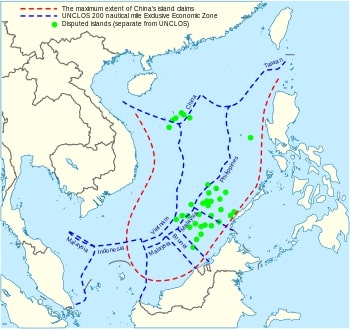 The maximum extent of China's island claims
UNCLOS 200 nautical mile Exclusive Economic Zone
Disputed Islands (separate from UNCLOS)
Taiwan
China
Philippines
Vietnam
Malaysia
Brunei
Malaysia
Malaysia
Indonesia